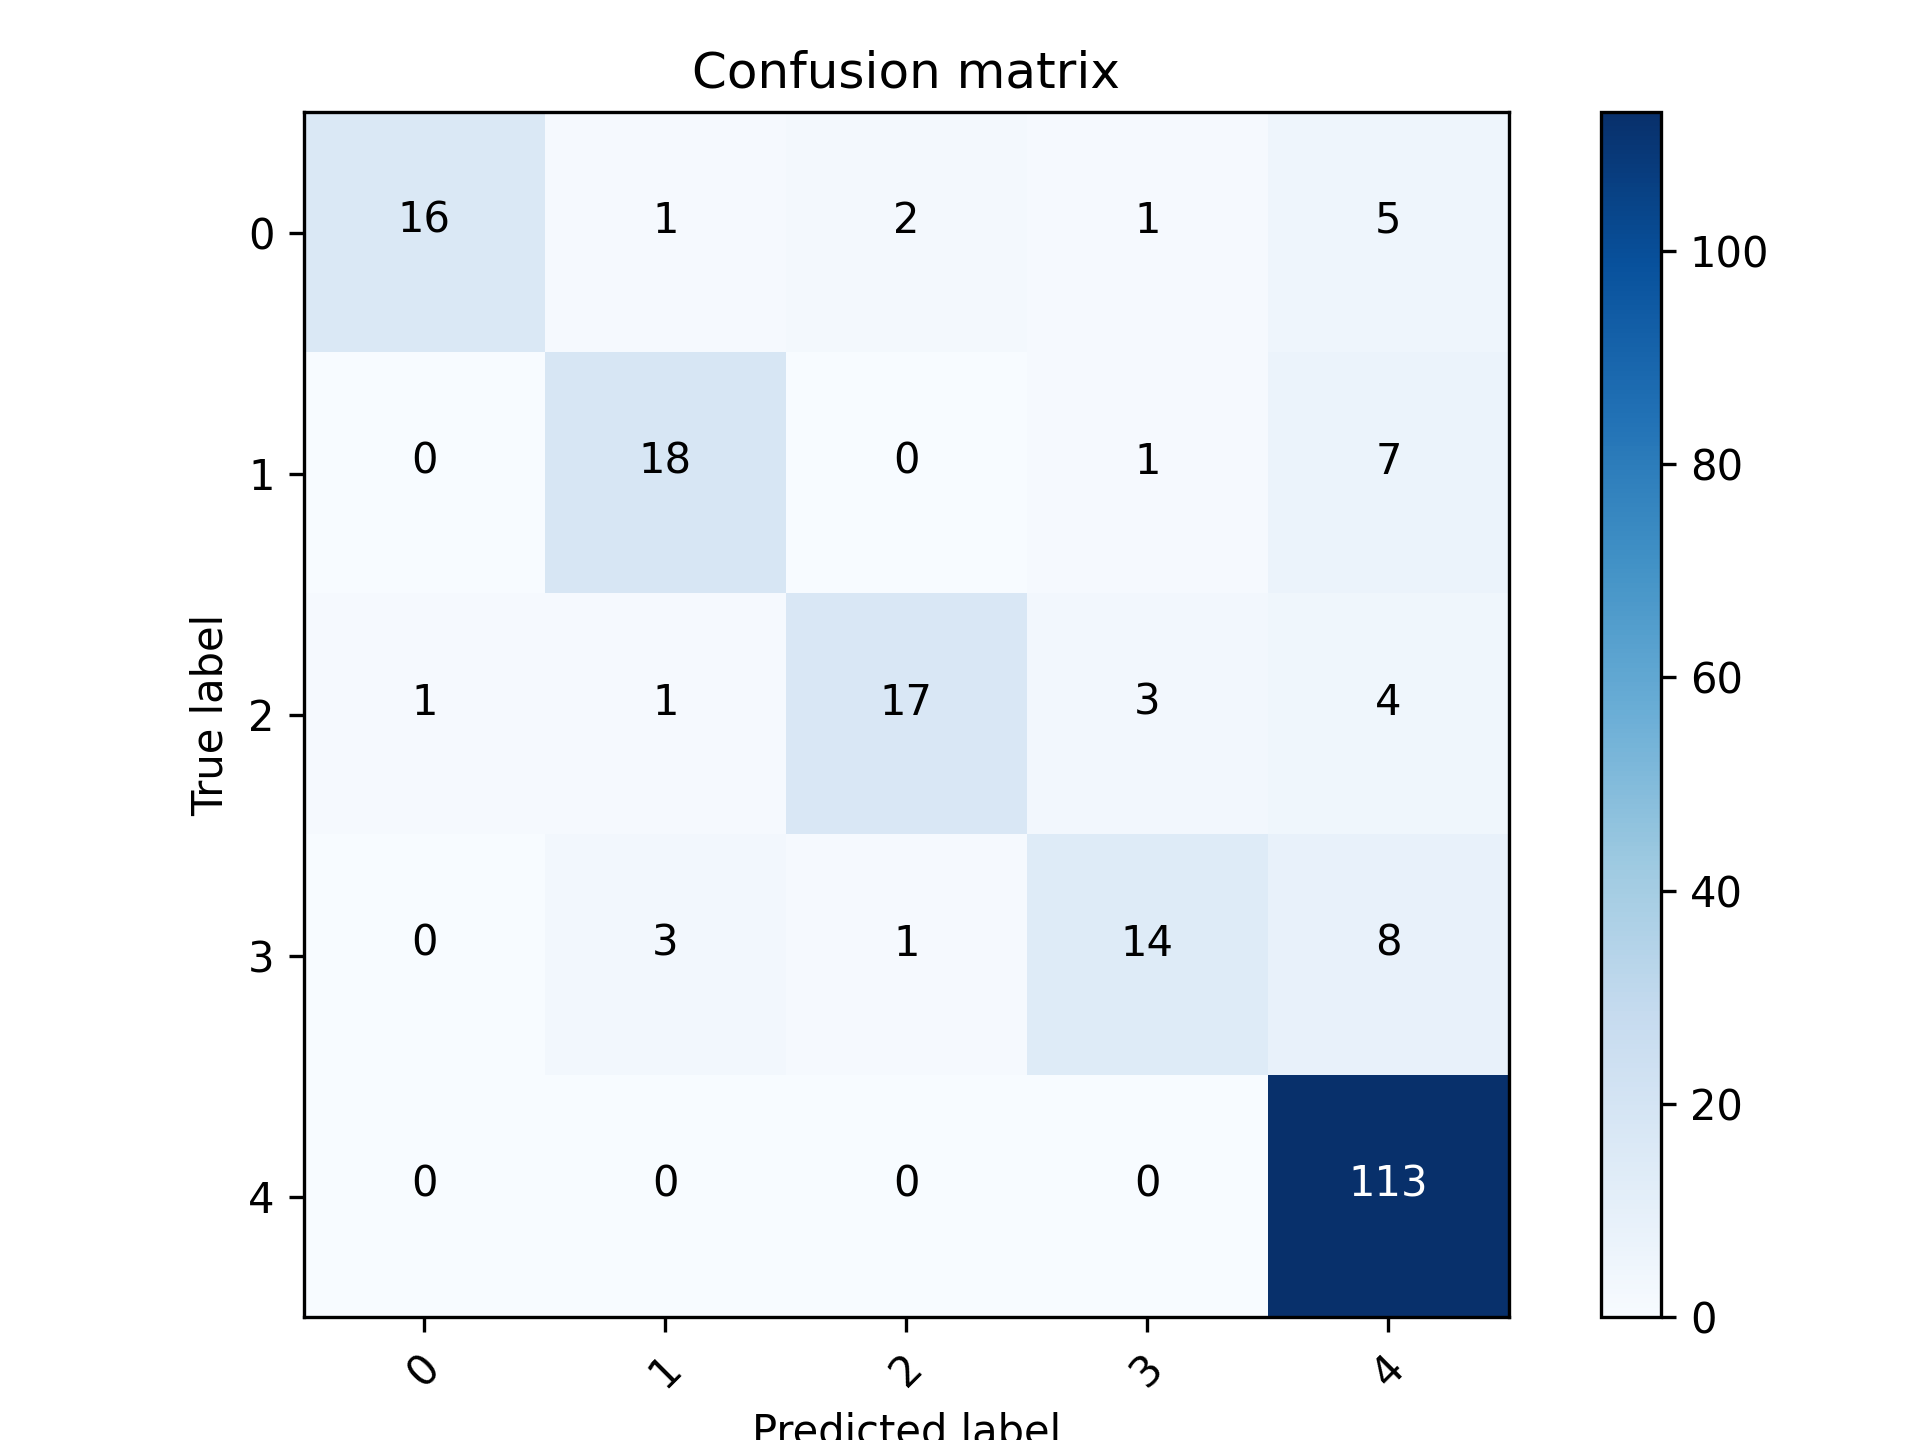 Confusion matrix
0 16 1 2 1 5
1 0 18 0 1 7
2 1 1 17 3 4
3 0 3 1 14 8
4 0 0 0 0 113
0 1 2 3 4
Predicted label
True label
100
80
60
40
20
0